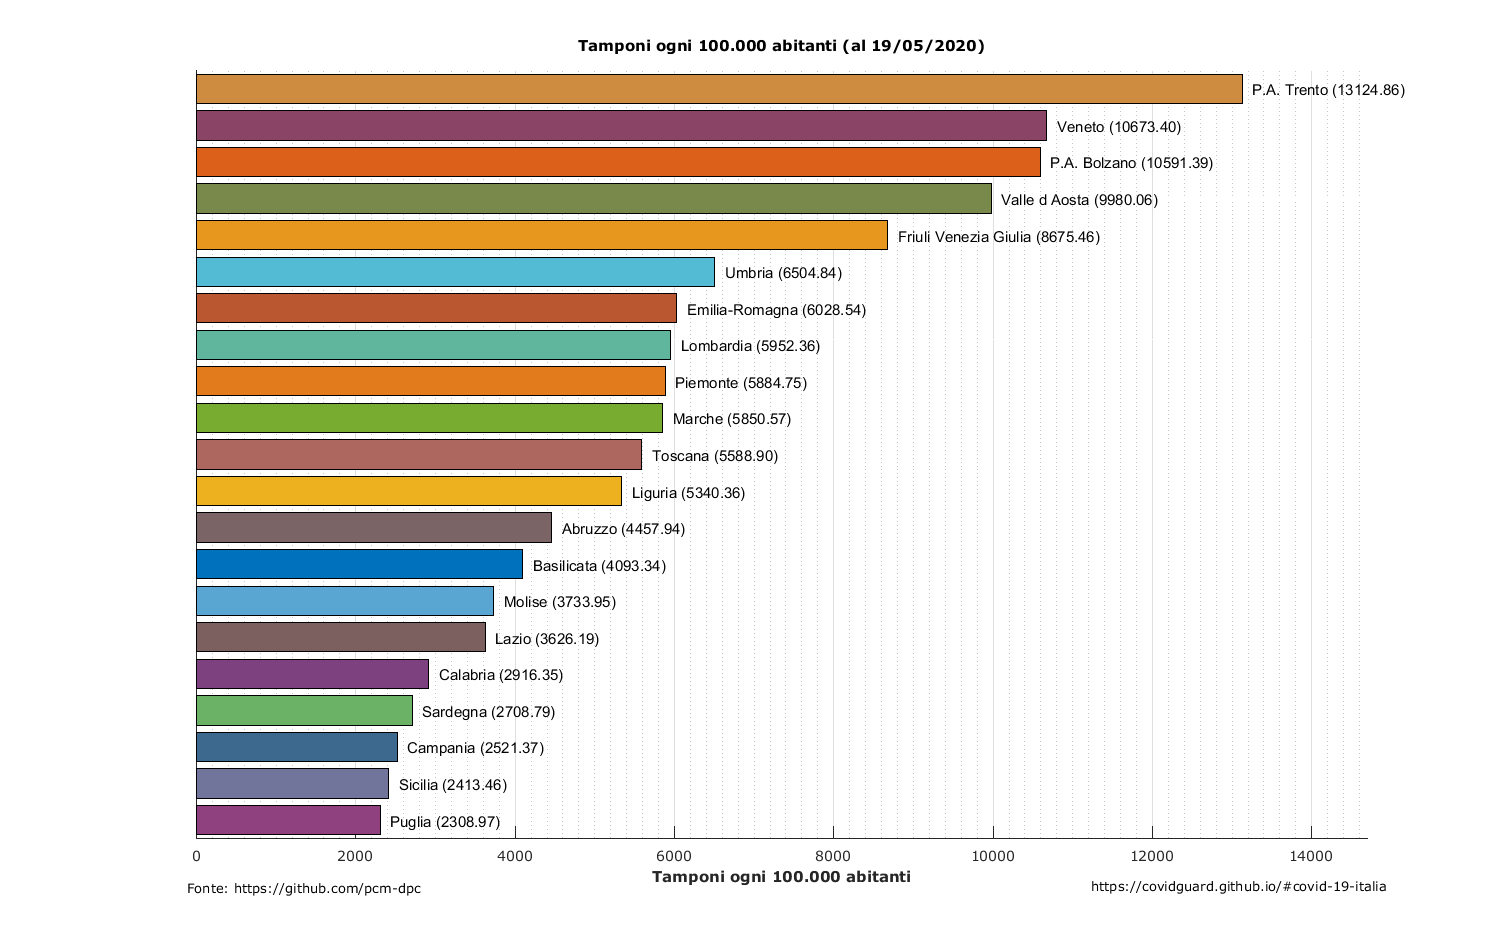 Tamponi ogni 100.000 abitanti (al 19/05/2020)
P.A. Trento (13124.86)
Veneto (10673.40)
P.A. Bolzano (10591.39)
Valle d Aosta (9980.06)
Friuli Venezia Giulia (8675.46)
Umbria (6504.84)
Emilia-Romagna (6028.54)
Lombardia (5952.36)
Piemonte (5884.75)
Marche (5850.57)
Toscana (5588.90)
Liguria (5340.36)
Abruzzo (4457.94)
Basilicata (4093.34)
Molise (3733.95)
Lazio (3626.19)
Calabria (2916.35)
Sardegna (2708.79)
Campania (2521.37)
Sicilia (2413.46)
Puglia (2308.97)
0 2000 4000 6000 8000 10000 12000 14000
Tamponi ogni 100.000 abitanti
Fonte: https://github.com/pcm-dpc
https://covidguard.github.io/#covid-19-italia